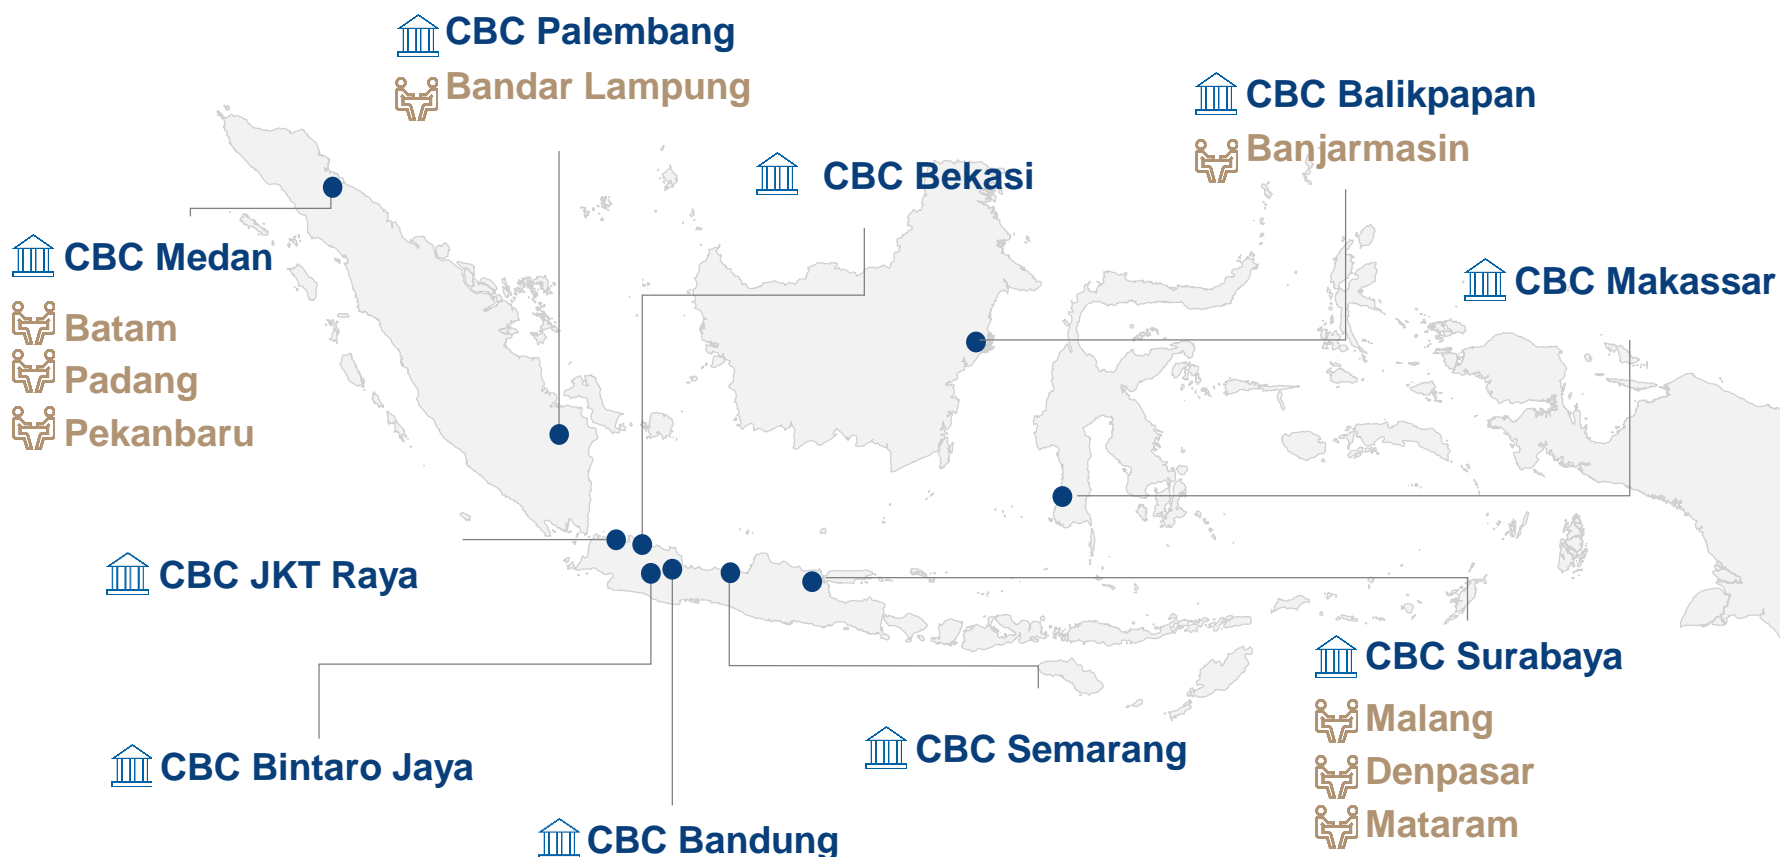 CBC Palembang
Bandar Lampung
CBC Balikpapan
Banjarmasin
CBC Bekasi
CBC Medan
Batam
Padang
Pekanbaru
CBC Makassar
CBC JKT Raya
CBC Surabaya
Malang
Denpasar
Mataram
CBC Semarang
CBC Bintaro Jaya
CBC Bandung